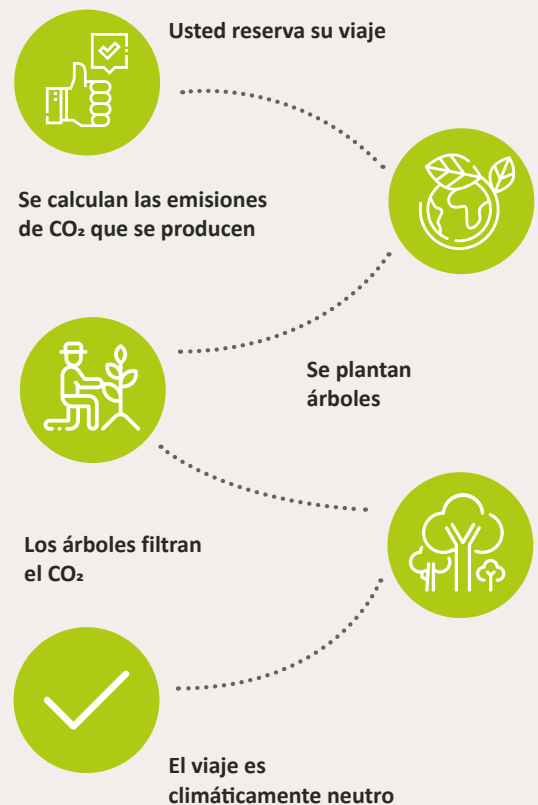 Usted reserva su viaje
Se calculan las emisiones
de CO₂ que se producen
Se plantan
árboles
Los árboles filtran
el CO₂
El viaje es
climáticamente neutro